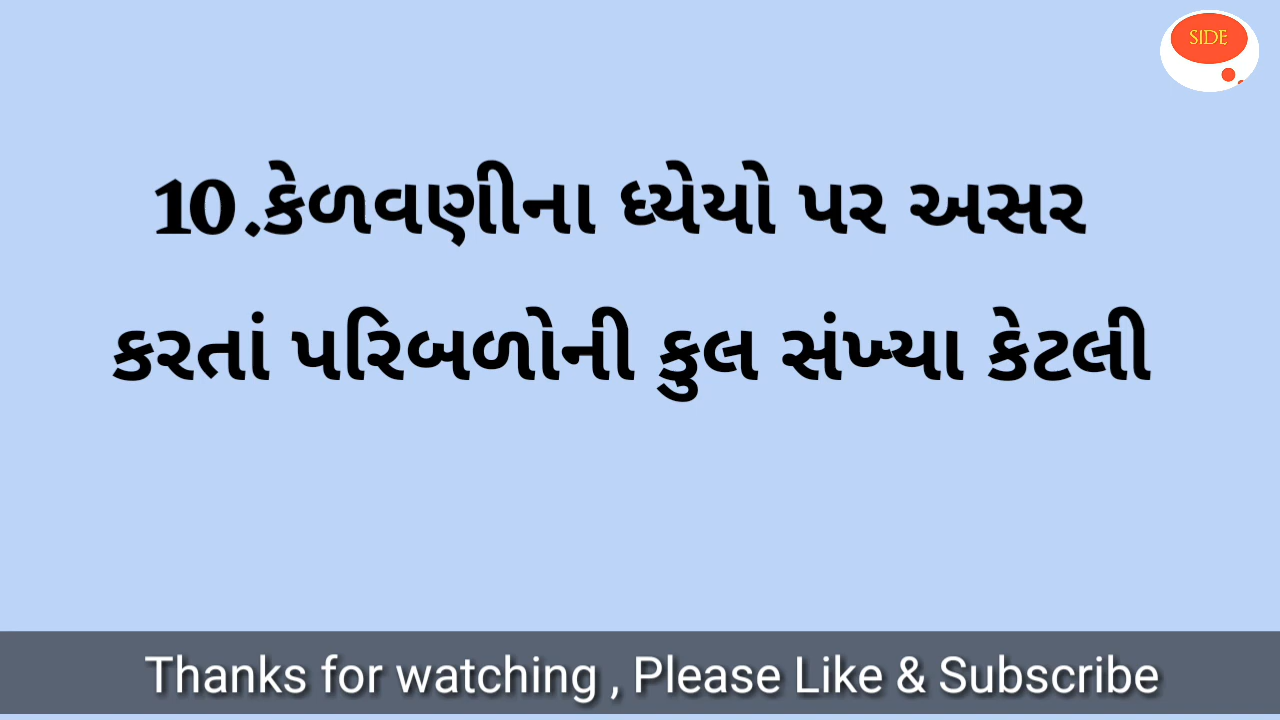 SIDE
10.કેળવણીના ધ્યેયો પર અસર
કરતાં પરિબળોની કુલ સંખ્યા કેટલી
Thanks for watching , Please Like & Subscribe